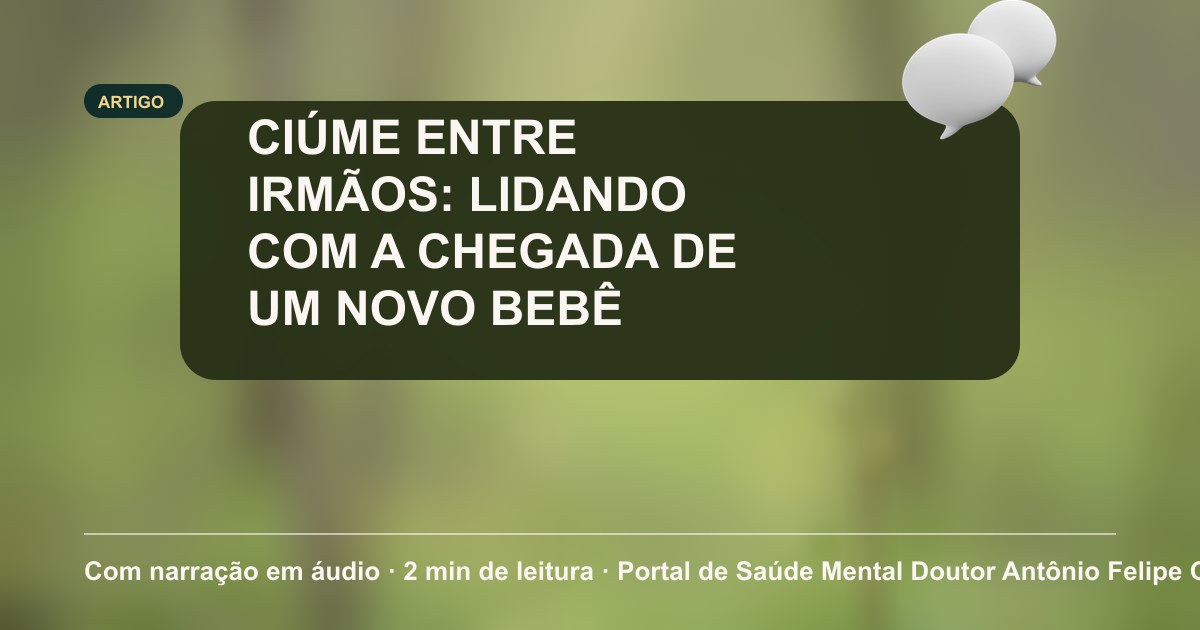 ARTIGO
CIÚME ENTRE
IRMÃOS: LIDANDO
COM A CHEGADA DE
UM NOVO BEBÊ
Com narração em áudio · 2 min de leitura · Portal de Saúde Mental Doutor Antônio Felipe